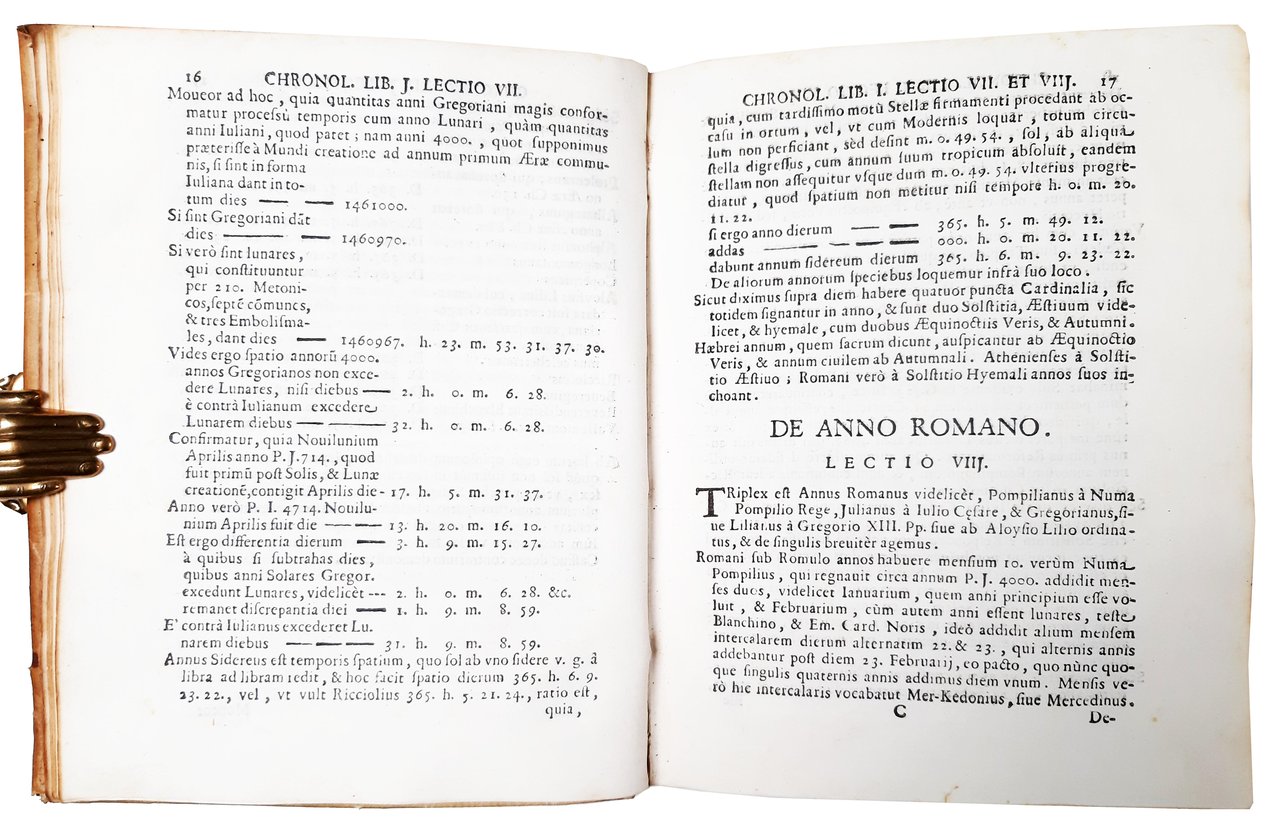 16 CHRONOL. LIB. J. LECTIO VII.
Moueor ad hoc, quia quantitas anni Gregoriani magis confor-
matur processù temporis cum anno Lunari, quàm quantitas
anni Iuliani, quod patet; nam anni 4000., quot supponimus
præterisse à Mundi creatione ad annum primum Æræ commu-
nis, si sint in forma
Iuliana dant in to-
tum dies — — 1461000.
Si sint Gregoriani dãt
dies —— — 1460970.
Si verò sint lunares,
qui constituuntur
per 210. Metoni-
cos, septẽ cõmunes,
& tres Embolisma-
les, dant dies — 1460967. h. 23. m. 53. 31. 37. 30.
Vides ergo spatio annorũ 4000.
annos Gregorianos non exce-
dere Lunares, nisi diebus — 2. h. 0. m. 6. 28.
è contrà Iulianum excedere
Lunarem diebus — —— 32. h. 0. m. 6. 28.
Confirmatur, quia Nouilunium
Aprilis anno P. J. 714., quod
fuit primũ post Solis, & Lunæ
creationẽ, contigit Aprilis die - 17. h. 5. m. 31. 37.
Anno verò P. I. 4714. Nouilu-
nium Aprilis fuit die — — 13. h. 20. m. 16. 10.
Est ergo differentia dierum — 3. h. 9. m. 15. 27.
à quibus si subtrahas dies,
quibus anni Solares Gregor.
excedunt Lunares, videlicèt --- 2. h. 0. m. 6. 28. &c.
remanet discrepantia diei — 1. h. 9. m. 8. 59.
E' contrà Iulianus excederet Lu-
narem diebus — — — 31. h. 9. m. 8. 59.
Annus Sidereus est temporis spatium, quo sol ab vno sidere v. g. à
libra ad libram redit, & hoc facit spatio dierum 365. h. 6. 9.
23. 22., vel, vt vult Ricciolius 365. h. 5. 21. 24., ratio est,
quia,
CHRONOL. LIB. I. LECTIO VII. ET VIIJ. 17
quia, cum tardissimo motù Stellæ firmamenti procedant ab oc-
casu in ortum, vel, vt cum Modernis loquar, totum circu-
lum non perficiant, sèd desint m. 0. 49. 54., sol, ab aliqua
stella digressus, cum annum suum tropicum absoluit, eandem
stellam non assequitur vsque dum m. 0. 49. 54. vlterius progre-
diatur, quod spatium non metitur nisi tempore h. 0. m. 20.
11. 22.
si ergo anno dierum — — 365. h. 5. m. 49. 12.
addas —— — — — 000. h. 0. m. 20. 11. 22.
dabunt annum sidereum dierum 365. h. 6. m. 9. 23. 22.
De aliorum annorum speciebus loquemur infrà suo loco.
Sicut diximus supra diem habere quatuor puncta Cardinalia, sic
totidem signantur in anno, & sunt duo Solstitia, Æstiuum vide-
licet, & hyemale, cum duobus Æquinoctiis Veris, & Autumni.
Hæbrei annum, quem sacrum dicunt, auspicantur ab Æquinoctio
Veris, & annum ciuilem ab Autumnali. Athenienses à Solsti-
tio Æstiuo; Romani verò à Solstitio Hyemali annos suos in-
choant.
DE ANNO ROMANO.
LECTIO VIIJ.
TRiplex est Annus Romanus videlicèt, Pompilianus à Numa
Pompilio Rege, Julianus à Iulio Cęsare, & Gregorianus, si-
ue Lilianus à Gregorio XIII. Pp. siue ab Aloysio Lilio ordina-
tus, & de singulis breuitèr agemus.
Romani sub Romulo annos habuere mensium 10. verùm Numa
Pompilius, qui regnauit circa annum P. J. 4000. addidit men-
ses duos, videlicet Ianuarium, quem anni principium esse vo-
luit, & Februarium, cùm autem anni essent lunares, teste
Blanchino, & Em. Card. Noris, ideò addidit alium mensem
intercalarem dierum alternatim 22. & 23., qui alternis annis
addebantur post diem 23. Februarij, eo pacto, quo nùnc quo-
que singulis quaternis annis addimus diem vnum. Mensis ve-
rò hic intercalaris vocabatut Mer-Kedonius, siue Mercedinus.
C De-